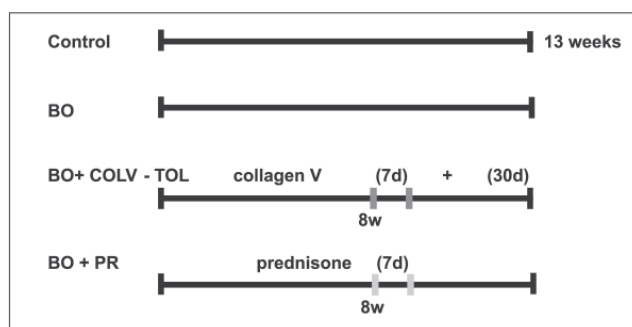 Control 13 weeks
BO
BO+ COLV - TOL collagen V (7d) + (30d)
8w
BO + PR prednisone (7d)
8w